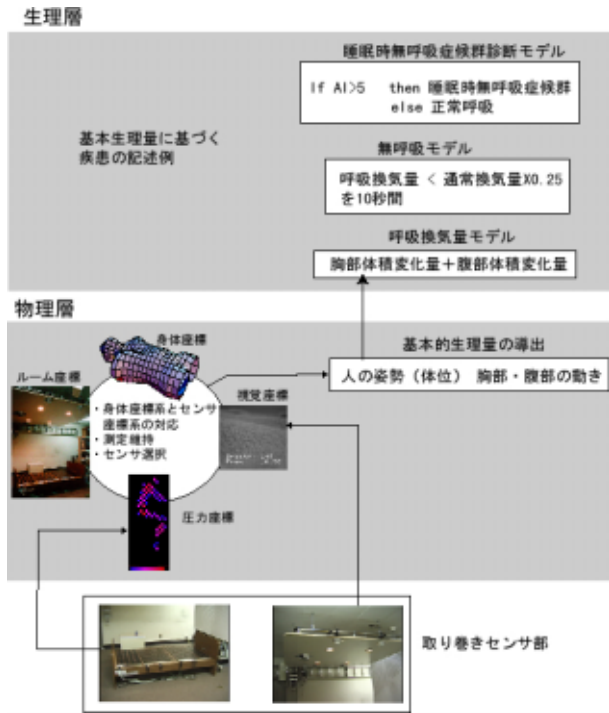 生理層
睡眠時無呼吸症候群診断モデル
If AI>5 then 睡眠時無呼吸症候群
else 正常呼吸
基本生理量に基づく
疾患の記述例
無呼吸モデル
呼吸換気量 < 通常換気量X0.25
を10秒間
呼吸換気量モデル
胸部体積変化量＋腹部体積変化量
物理層
身体座標
基本的生理量の導出
ルーム座標
人の姿勢（体位） 胸部・腹部の動き
視覚座標
・身体座標系とセンサ
座標系の対応
・測定維持
・センサ選択
圧力座標
取り巻きセンサ部